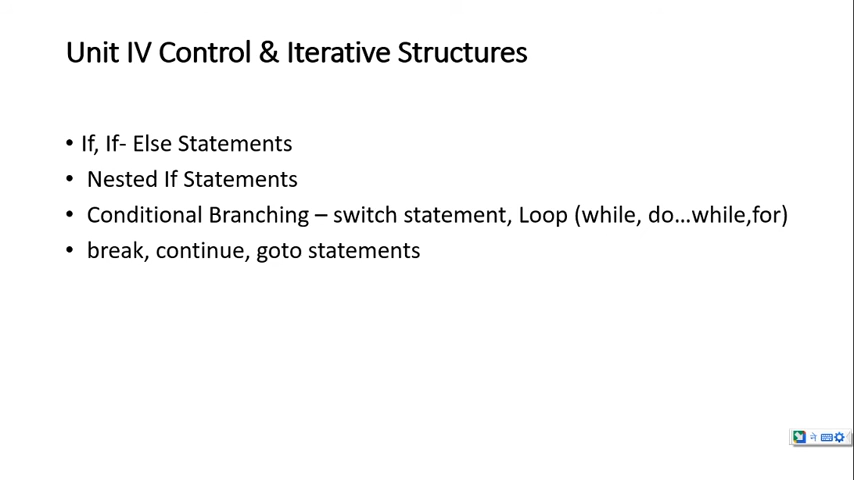 Unit IV Control & Iterative Structures
• If, If- Else Statements
• Nested If Statements
• Conditional Branching – switch statement, Loop (while, do…while,for)
• break, continue, goto statements